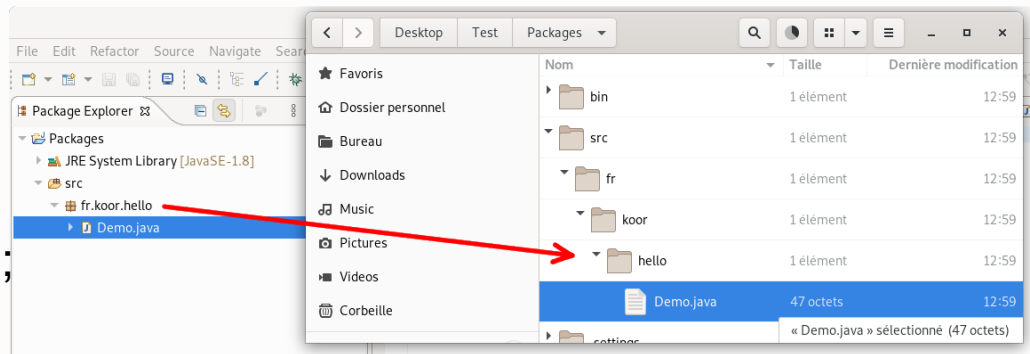 File Edit Refactor Source Navigate Sear
Package Explorer
Packages
JRE System Library [JavaSE-1.8]
src
fr.koor.hello
Demo.java
;
Desktop Test Packages
Favoris
Dossier personnel
Bureau
Downloads
Music
Pictures
Videos
Corbeille
Nom Taille Dernière modification
bin 1 élément 12:59
src 1 élément 12:59
fr 1 élément 12:59
koor 1 élément 12:59
hello 1 élément 12:59
Demo.java 47 octets 12:59
« Demo.java » sélectionné (47 octets)